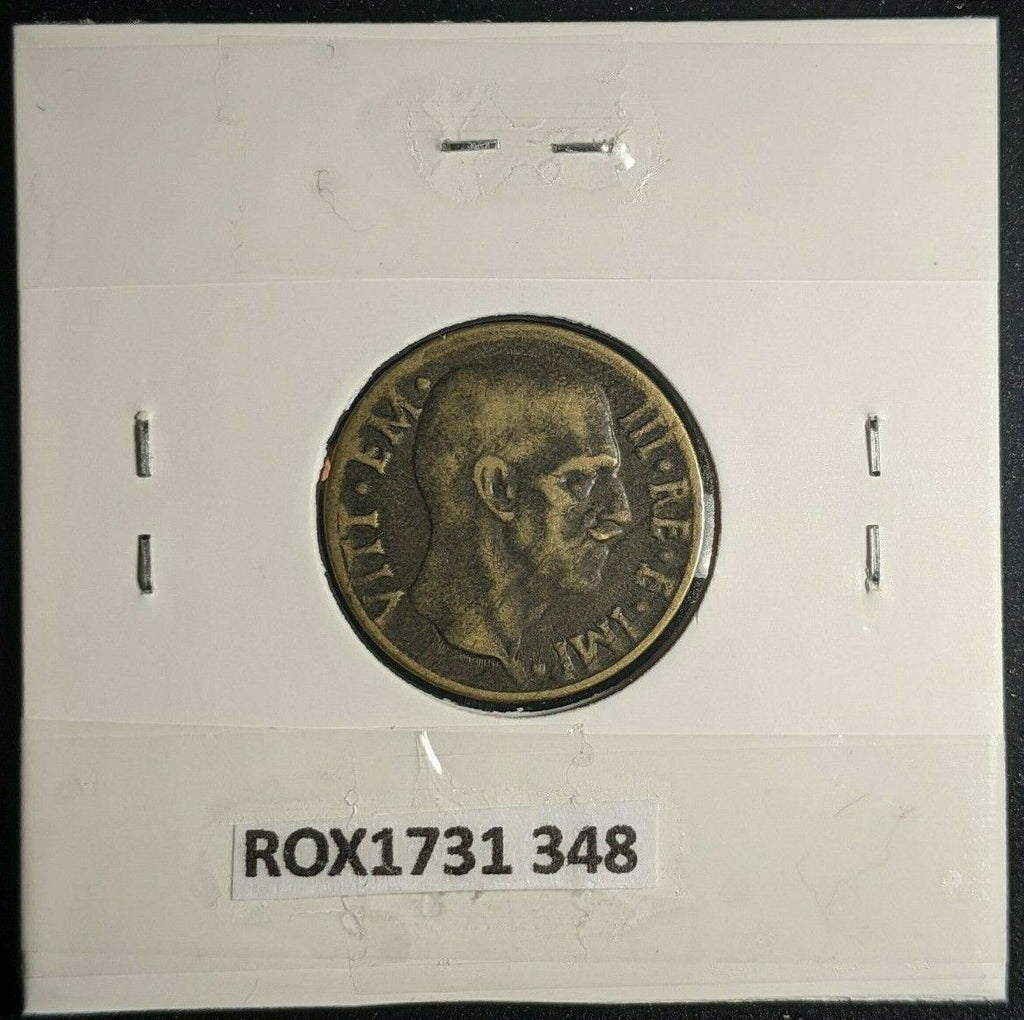 VITT · EM · III · RE · E · IMP ·
ROX1731 348